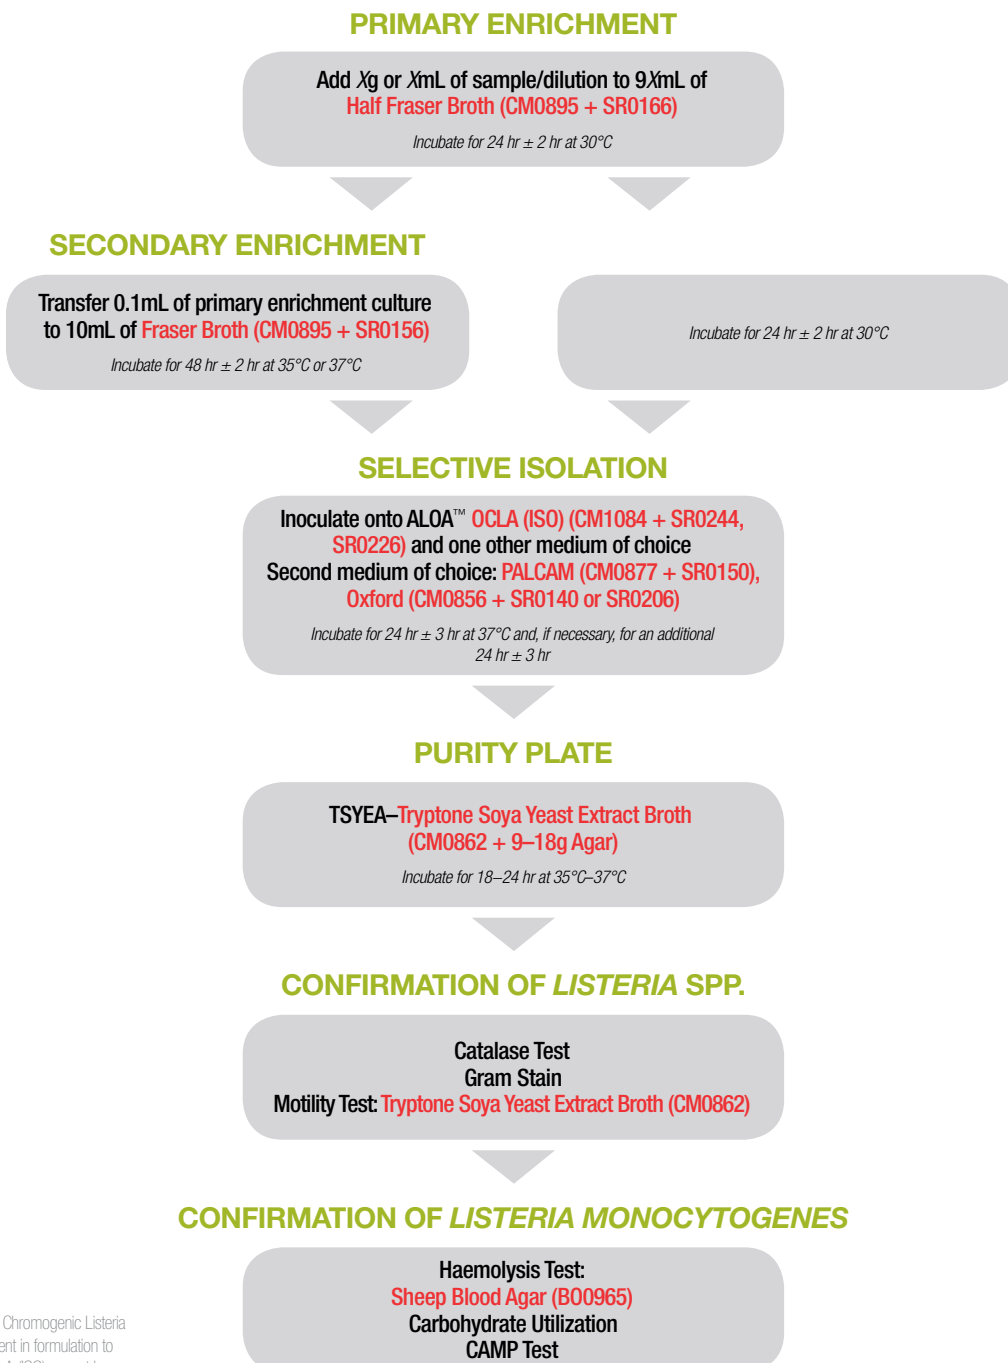 PRIMARY ENRICHMENT
Add Xg or XmL of sample/dilution to 9XmL of
Half Fraser Broth (CM0895 + SR0166)
Incubate for 24 hr ± 2 hr at 30°C
SECONDARY ENRICHMENT
Transfer 0.1mL of primary enrichment culture
to 10mL of Fraser Broth (CM0895 + SR0156)
Incubate for 48 hr ± 2 hr at 35°C or 37°C
Incubate for 24 hr ± 2 hr at 30°C
SELECTIVE ISOLATION
Inoculate onto ALOA™ OCLA (ISO) (CM1084 + SR0244,
SR0226) and one other medium of choice
Second medium of choice: PALCAM (CM0877 + SR0150),
Oxford (CM0856 + SR0140 or SR0206)
Incubate for 24 hr ± 3 hr at 37°C and, if necessary, for an additional
24 hr ± 3 hr
PURITY PLATE
TSYEA–Tryptone Soya Yeast Extract Broth
(CM0862 + 9–18g Agar)
Incubate for 18–24 hr at 35°C–37°C
CONFIRMATION OF LISTERIA SPP.
Catalase Test
Gram Stain
Motility Test: Tryptone Soya Yeast Extract Broth (CM0862)
CONFIRMATION OF LISTERIA MONOCYTOGENES
Haemolysis Test:
Sheep Blood Agar (BO0965)
Carbohydrate Utilization
CAMP Test
Chromogenic Listeria
in formulation to